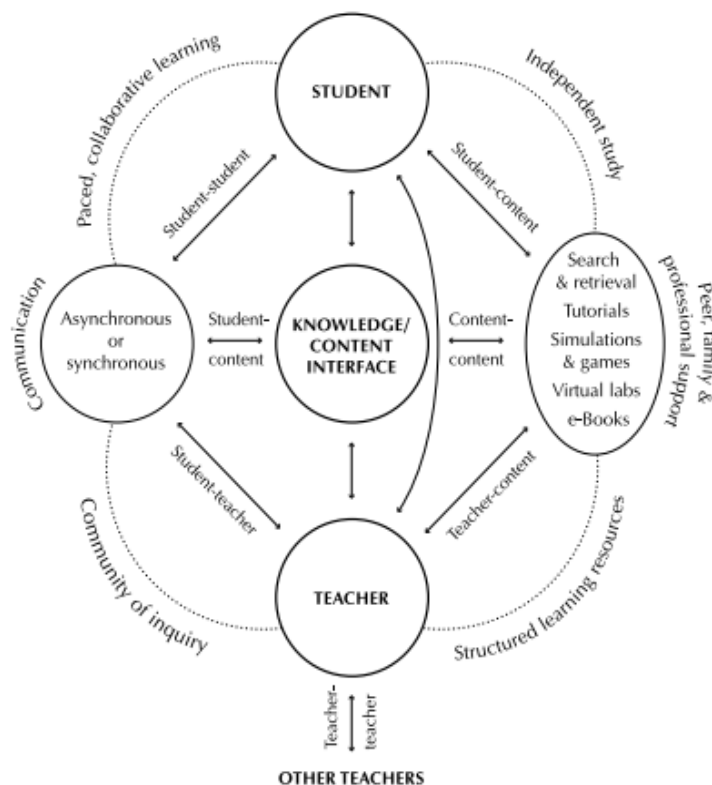 Paced, collaborative learning
STUDENT
Independent study
Student-student
Student-content
Communication
Asynchronous
or
synchronous
Student-
content
KNOWLEDGE/
CONTENT
INTERFACE
Content-
content
Search
& retrieval
Tutorials
Simulations
& games
Virtual labs
e-Books
Peer, family &
professional support
Student-teacher
Teacher-content
Community of inquiry
TEACHER
Structured learning resources
Teacher-
teacher
OTHER TEACHERS